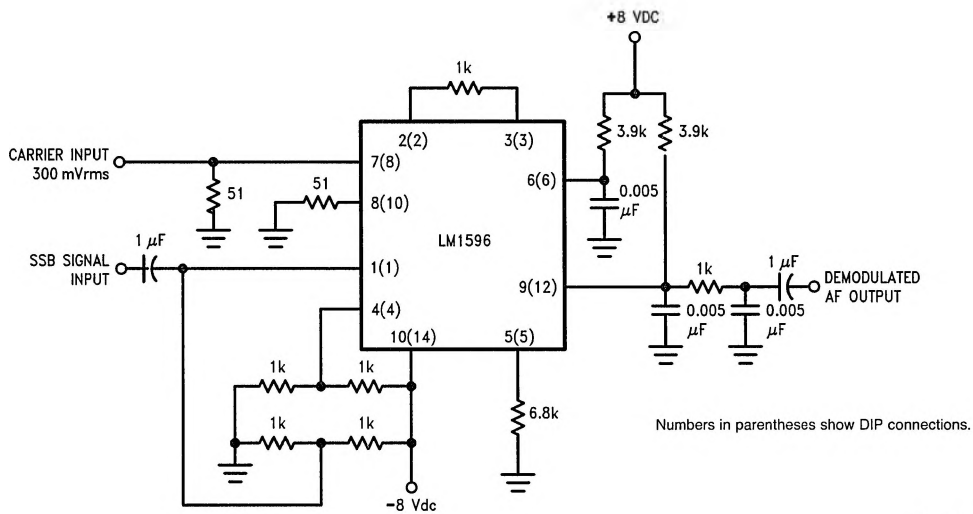 +8 VDC
1k
2(2)
3(3)
3.9k
3.9k
CARRIER INPUT
300 mVrms
7(8)
6(6)
51
51
8(10)
0.005
μF
LM1596
1 μF
SSB SIGNAL
INPUT
1(1)
1k
1 μF
9(12)
DEMODULATED
AF OUTPUT
4(4)
0.005
μF
0.005
μF
10(14)
5(5)
1k
1k
1k
1k
6.8k
Numbers in parentheses show DIP connections.
-8 Vdc